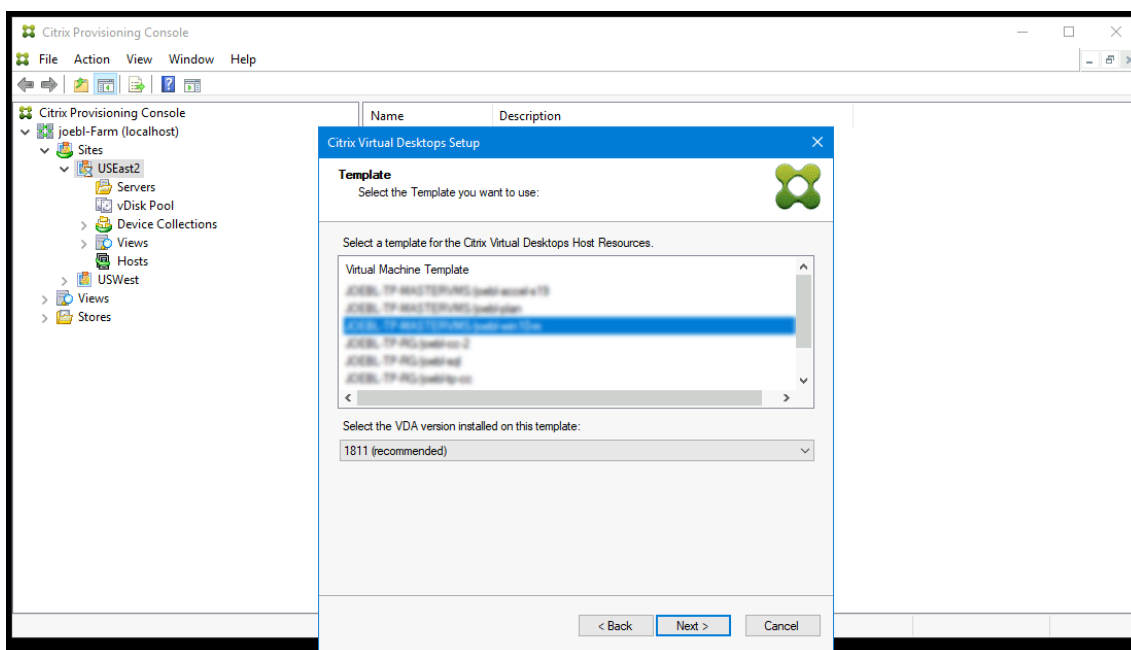 Citrix Provisioning Console
File Action View Window Help
Citrix Provisioning Console
joebl-Farm (localhost)
Sites
USEast2
Servers
vDisk Pool
Device Collections
Views
Hosts
USWest
Views
Stores
Name Description
Citrix Virtual Desktops Setup
Template
Select the Template you want to use:
Select a template for the Citrix Virtual Desktops Host Resources.
Virtual Machine Template
Select the VDA version installed on this template:
1811 (recommended)
< Back Next > Cancel